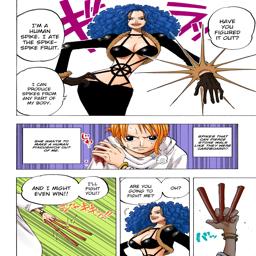 I'M A
HUMAN
SPIKE. I ATE
THE SPIKE-
SPIKE FRUIT.
HAVE
YOU
FIGURED
IT OUT?
I CAN
PRODUCE
SPIKES FROM
ANY PART OF
MY BODY.
SHE WANTS TO
MAKE A HUMAN
PINCUSHION OUT
OF ME.
SPIKES THAT
CAN PIERCE
STONE WALLS
LIKE THEY WERE
CARDBOARD!
AND I MIGHT
EVEN WIN!!
I'LL
FIGHT
YOU!!
ARE YOU
GOING TO
FIGHT ME?
OH?